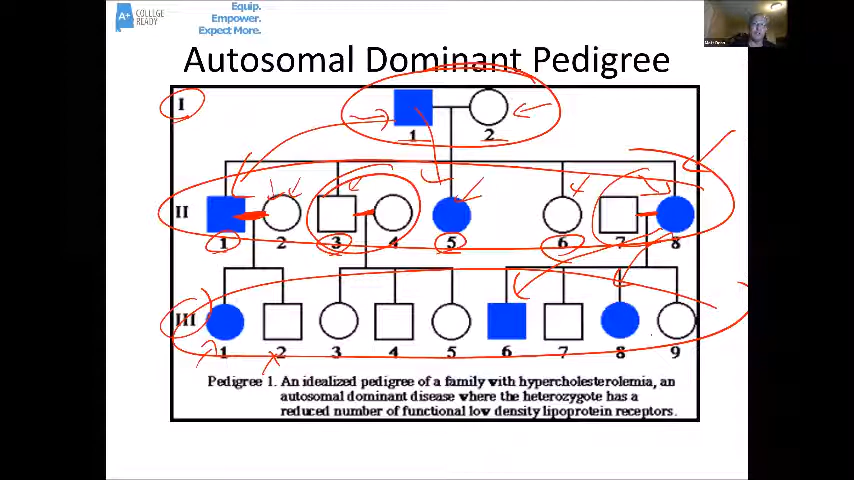 A+ COLLEGE READY
Equip.
Empower.
Expect More.
Autosomal Dominant Pedigree
I
1 2
II
1 2 3 4 5 6 7 8
III
1 2 3 4 5 6 7 8 9
Pedigree 1. An idealized pedigree of a family with hypercholesterolemia, an
autosomal dominant disease where the heterozygote has a
reduced number of functional low density lipoprotein receptors.